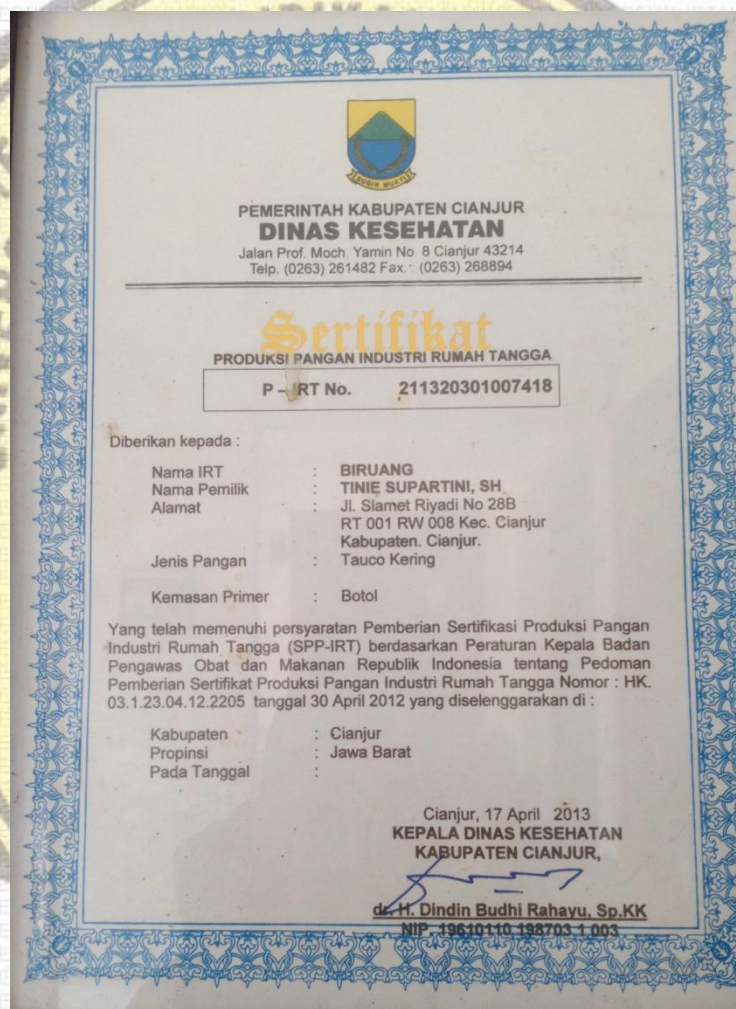 SUGIH MUKTI
PEMERINTAH KABUPATEN CIANJUR
DINAS KESEHATAN
Jalan Prof. Moch. Yamin No. 8 Cianjur 43214
Telp. (0263) 261482 Fax. : (0263) 268894
Sertifikat
PRODUKSI PANGAN INDUSTRI RUMAH TANGGA
P – IRT No. 211320301007418
Diberikan kepada :
Nama IRT : BIRUANG
Nama Pemilik : TINIE SUPARTINI, SH
Alamat : Jl. Slamet Riyadi No 28B
RT 001 RW 008 Kec. Cianjur
Kabupaten. Cianjur.
Jenis Pangan : Tauco Kering
Kemasan Primer : Botol
Yang telah memenuhi persyaratan Pemberian Sertifikasi Produksi Pangan
Industri Rumah Tangga (SPP-IRT) berdasarkan Peraturan Kepala Badan
Pengawas Obat dan Makanan Republik Indonesia tentang Pedoman
Pemberian Sertifikat Produksi Pangan Industri Rumah Tangga Nomor : HK.
03.1.23.04.12.2205 tanggal 30 April 2012 yang diselenggarakan di :
Kabupaten : Cianjur
Propinsi : Jawa Barat
Pada Tanggal :
Cianjur, 17 April 2013
KEPALA DINAS KESEHATAN
KABUPATEN CIANJUR,
dr. H. Dindin Budhi Rahayu, Sp.KK
NIP. 19610110 198703 1 003